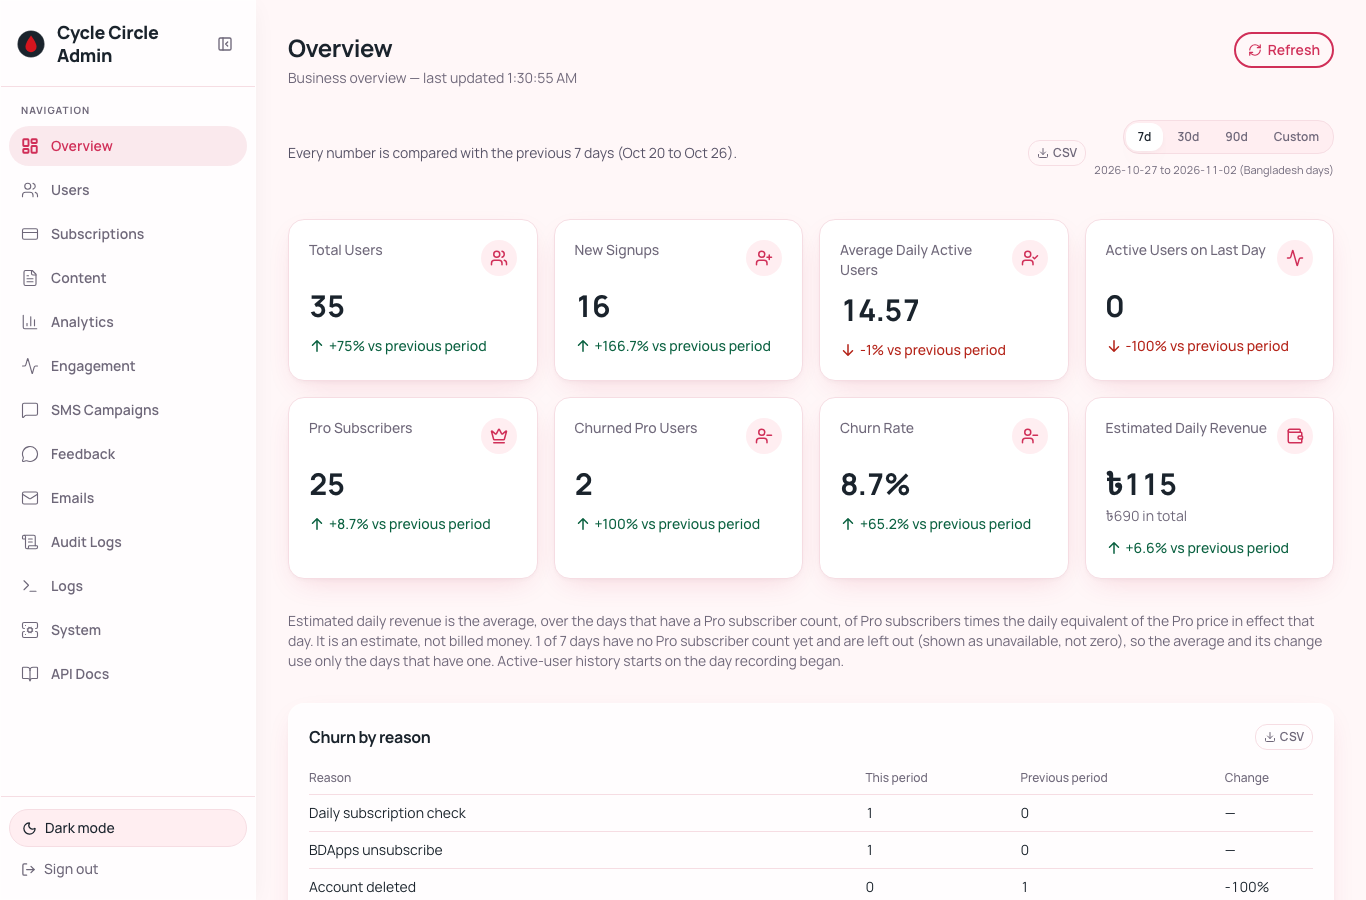 Cycle Circle
Admin
NAVIGATION
Overview
Users
Subscriptions
Content
Analytics
Engagement
SMS Campaigns
Feedback
Emails
Audit Logs
Logs
System
API Docs
Dark mode
Sign out
Overview
Business overview — last updated 1:30:55 AM
Refresh
Every number is compared with the previous 7 days (Oct 20 to Oct 26).
CSV
7d 30d 90d Custom
2026-10-27 to 2026-11-02 (Bangladesh days)
Total Users
35
+75% vs previous period
New Signups
16
+166.7% vs previous period
Average Daily Active
Users
14.57
-1% vs previous period
Active Users on Last Day
0
-100% vs previous period
Pro Subscribers
25
+8.7% vs previous period
Churned Pro Users
2
+100% vs previous period
Churn Rate
8.7%
+65.2% vs previous period
Estimated Daily Revenue
৳115
৳690 in total
+6.6% vs previous period
Estimated daily revenue is the average, over the days that have a Pro subscriber count, of Pro subscribers times the daily equivalent of the Pro price in effect that
day. It is an estimate, not billed money. 1 of 7 days have no Pro subscriber count yet and are left out (shown as unavailable, not zero), so the average and its change
use only the days that have one. Active-user history starts on the day recording began.
Churn by reason
CSV
Reason This period Previous period Change
Daily subscription check 1 0 —
BDApps unsubscribe 1 0 —
Account deleted 0 1 -100%